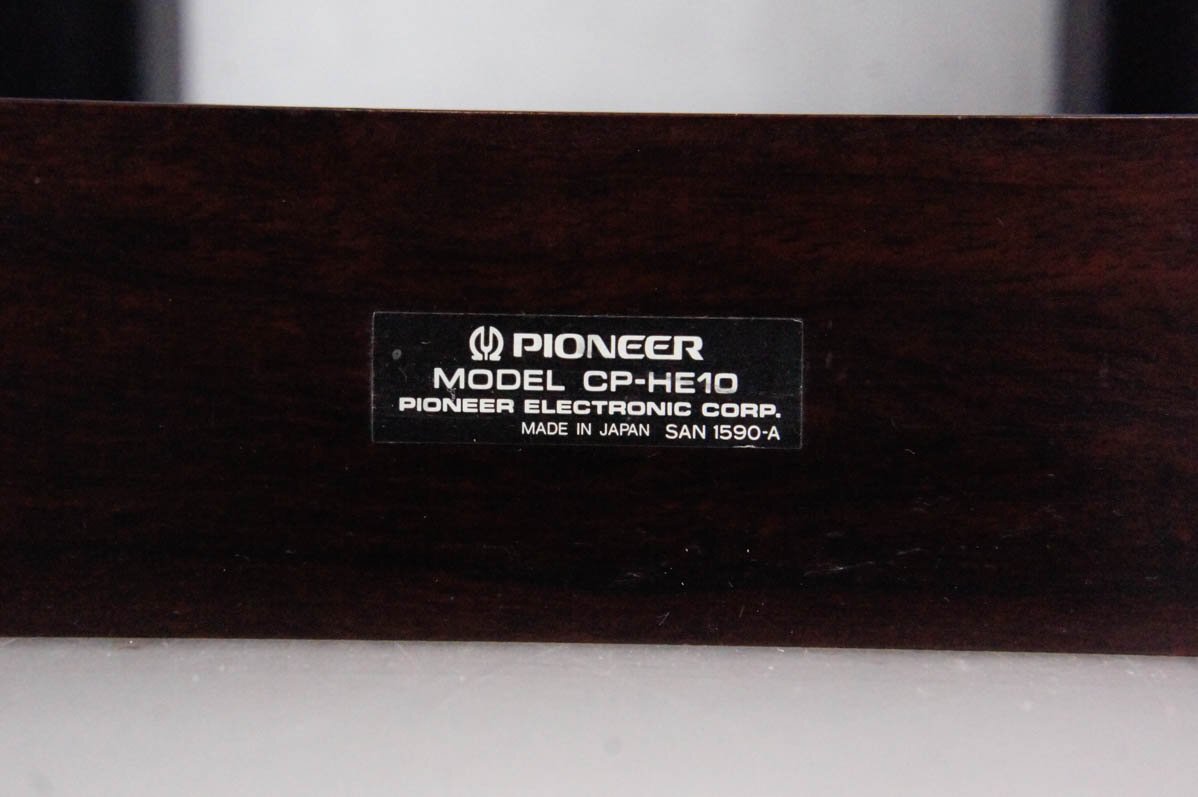 PIONEER
MODEL CP-HE10
PIONEER ELECTRONIC CORP.
MADE IN JAPAN SAN 1590-A